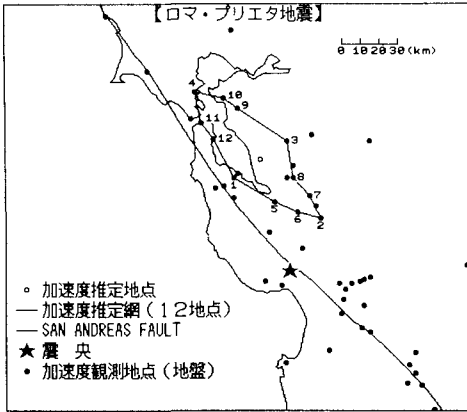 【ロマ・プリエタ地震】
0 10 20 30 (km)
4
10
9
11
12
3
8
1
7
5
6
2
○ 加速度推定地点
― 加速度推定網（12地点）
― SAN ANDREAS FAULT
★ 震 央
● 加速度観測地点（地盤）